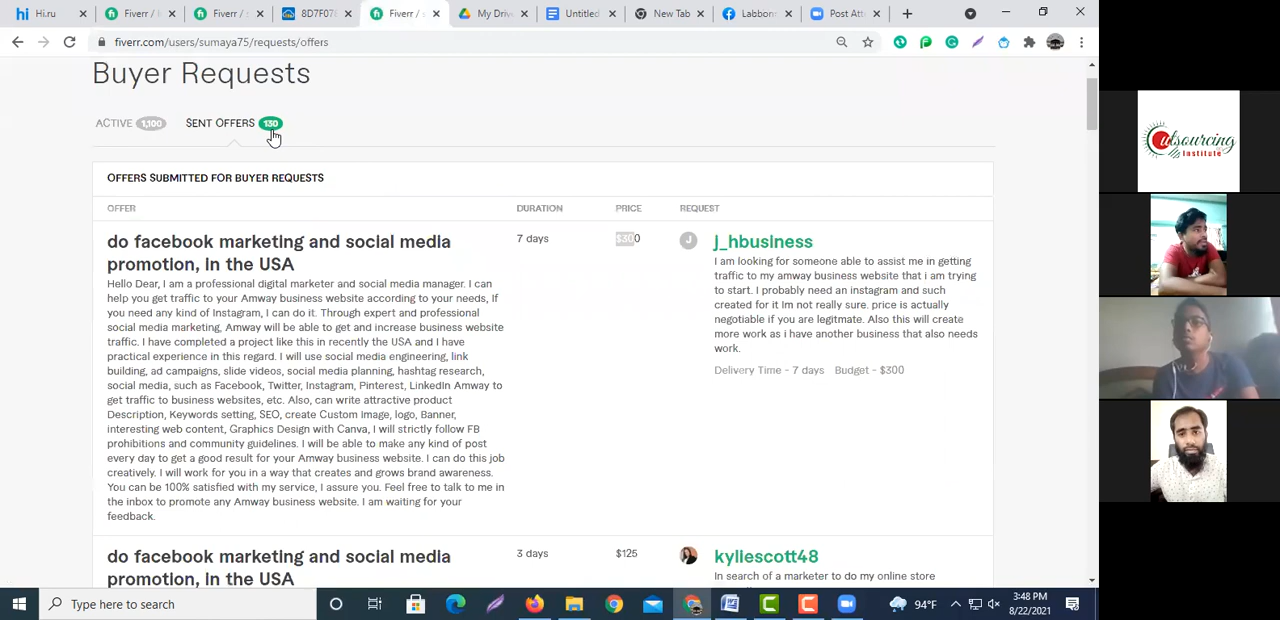 Hi.ru
Fiverr /
Fiverr / s
8D7F078
Fiverr / s
My Driv
Untitled
New Tab
Labbon
Post Att
fiverr.com/users/sumaya75/requests/offers
Buyer Requests
ACTIVE 1,100 SENT OFFERS 130
OFFERS SUBMITTED FOR BUYER REQUESTS
OFFER DURATION PRICE REQUEST
do facebook marketing and social media
promotion, in the USA
7 days
$300
J
j_hbusiness
Hello Dear, I am a professional digital marketer and social media manager. I can
help you get traffic to your Amway business website according to your needs, If
you need any kind of Instagram, I can do it. Through expert and professional
social media marketing, Amway will be able to get and increase business website
traffic. I have completed a project like this in recently the USA and I have
practical experience in this regard. I will use social media engineering, link
building, ad campaigns, slide videos, social media planning, hashtag research,
social media, such as Facebook, Twitter, Instagram, Pinterest, LinkedIn Amway to
get traffic to business websites, etc. Also, can write attractive product
Description, Keywords setting, SEO, create Custom Image, logo, Banner,
interesting web content, Graphics Design with Canva, I will strictly follow FB
prohibitions and community guidelines. I will be able to make any kind of post
every day to get a good result for your Amway business website. I can do this job
creatively. I will work for you in a way that creates and grows brand awareness.
You can be 100% satisfied with my service, I assure you. Feel free to talk to me in
the inbox to promote any Amway business website. I am waiting for your
feedback.
I am looking for someone able to assist me in getting
traffic to my amway business website that i am trying
to start. I probably need an instagram and such
created for it Im not really sure. price is actually
negotiable if you are legitimate. Also this will create
more work as i have another business that also needs
work.
Delivery Time - 7 days Budget - $300
do facebook marketing and social media
promotion, in the USA
3 days
$125
kyliescott48
In search of a marketer to do my online store
Type here to search
94°F
3:48 PM
8/22/2021
Outsourcing
Institute